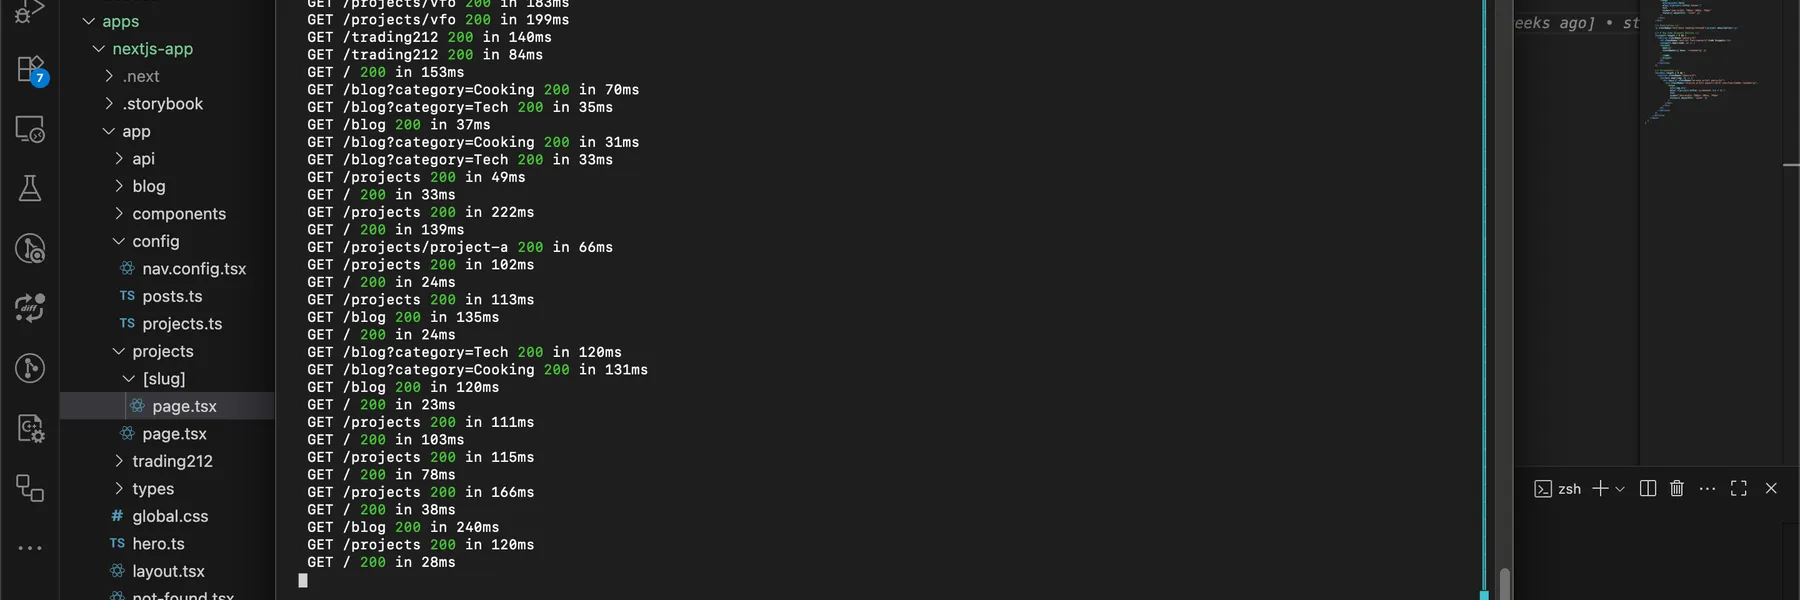 7
apps
nextjs-app
.next
.storybook
app
api
blog
components
config
nav.config.tsx
TS posts.ts
TS projects.ts
projects
[slug]
page.tsx
page.tsx
trading212
types
# global.css
TS hero.ts
layout.tsx
not-found.tsx
GET /projects/vfo 200 in 183ms
GET /projects/vfo 200 in 199ms
GET /trading212 200 in 140ms
GET /trading212 200 in 84ms
GET / 200 in 153ms
GET /blog?category=Cooking 200 in 70ms
GET /blog?category=Tech 200 in 35ms
GET /blog 200 in 37ms
GET /blog?category=Cooking 200 in 31ms
GET /blog?category=Tech 200 in 33ms
GET /projects 200 in 49ms
GET / 200 in 33ms
GET /projects 200 in 222ms
GET / 200 in 139ms
GET /projects/project-a 200 in 66ms
GET /projects 200 in 102ms
GET / 200 in 24ms
GET /projects 200 in 113ms
GET /blog 200 in 135ms
GET / 200 in 24ms
GET /blog?category=Tech 200 in 120ms
GET /blog?category=Cooking 200 in 131ms
GET /blog 200 in 120ms
GET / 200 in 23ms
GET /projects 200 in 111ms
GET / 200 in 103ms
GET /projects 200 in 115ms
GET / 200 in 78ms
GET /projects 200 in 166ms
GET / 200 in 38ms
GET /blog 200 in 240ms
GET /projects 200 in 120ms
GET / 200 in 28ms
eeks ago] • st
zsh